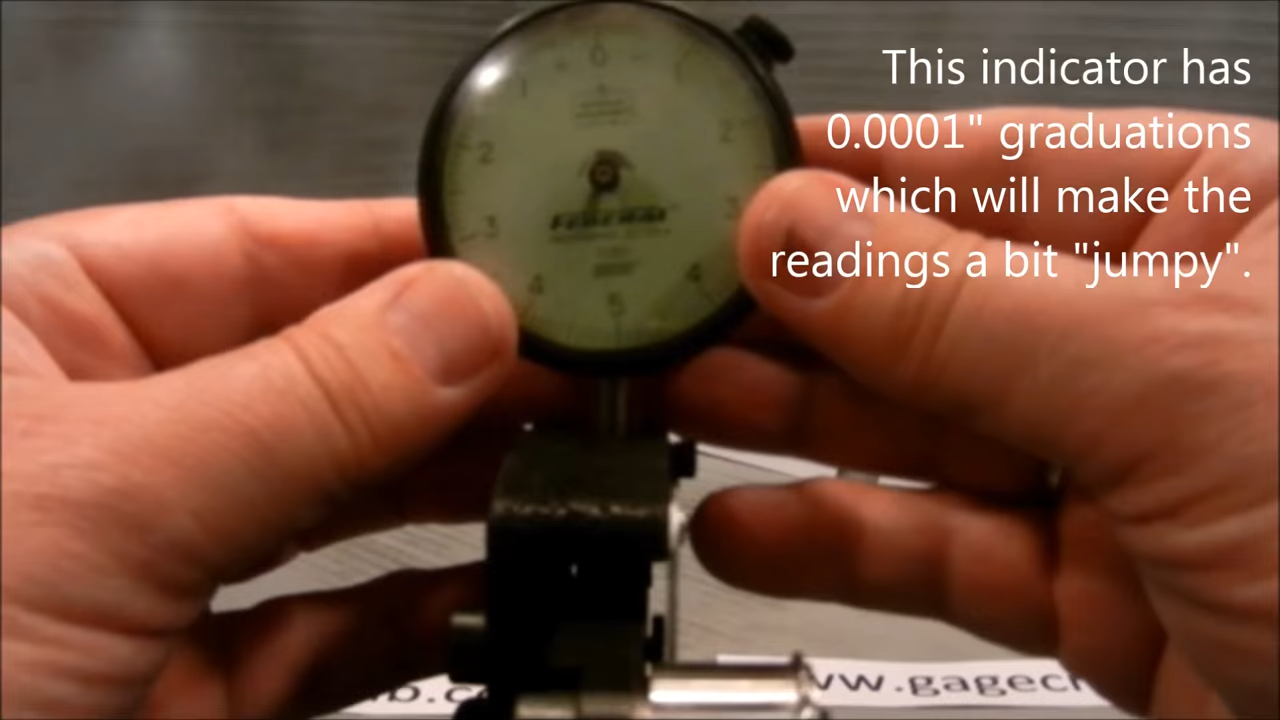 This indicator has
0.0001" graduations
which will make the
readings a bit "jumpy".
0
1
2
2
3
3
4
4
5
Federal
ww.gagec
b.c